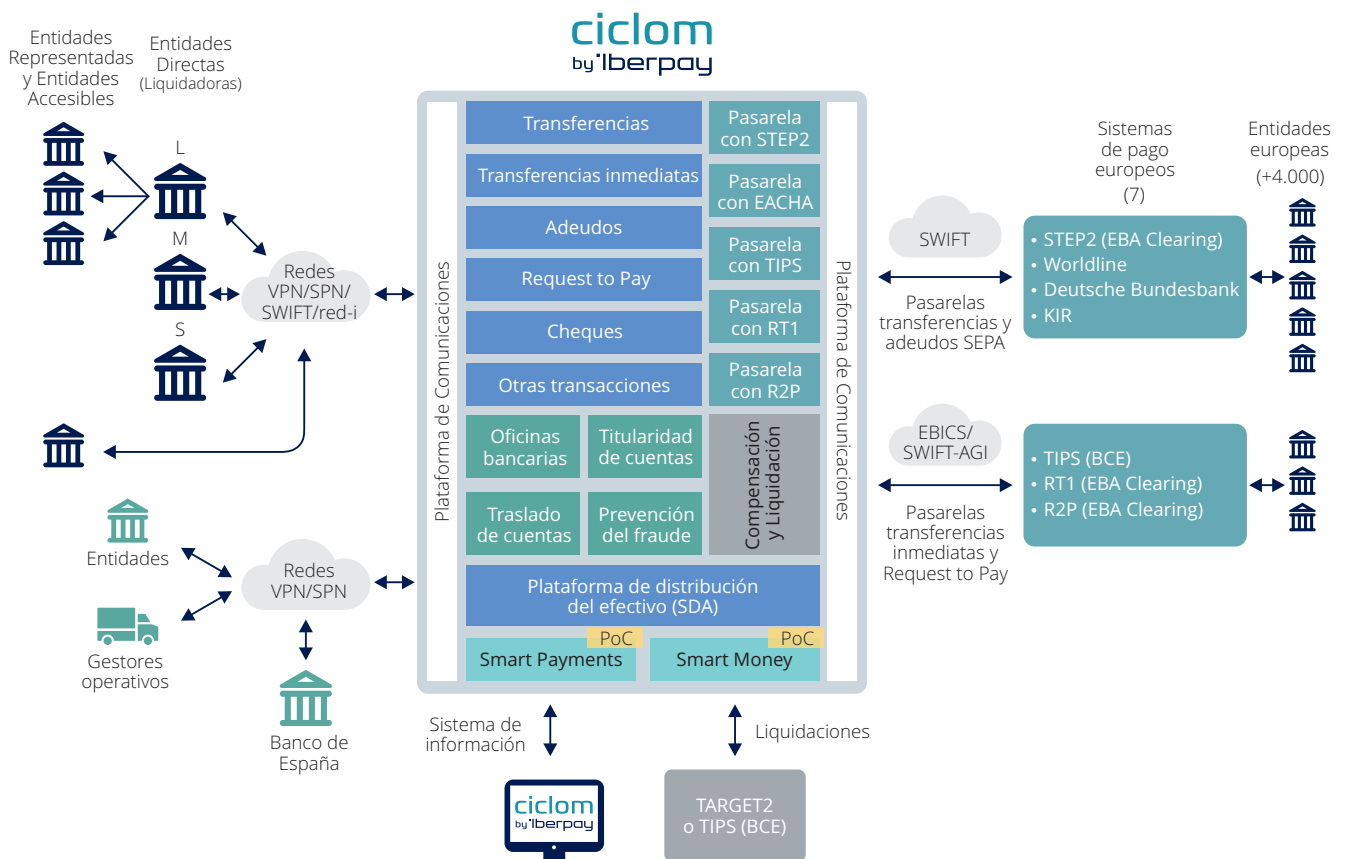 ciclom
by Iberpay
Entidades
Representadas
y Entidades
Accesibles
Entidades
Directas
(Liquidadoras)
L
M
S
Redes
VPN/SPN/
SWIFT/red-i
Entidades
Gestores
operativos
Redes
VPN/SPN
Banco de
España
Plataforma de Comunicaciones
Transferencias
Transferencias inmediatas
Adeudos
Request to Pay
Cheques
Otras transacciones
Pasarela
con STEP2
Pasarela
con EACHA
Pasarela
con TIPS
Pasarela
con RT1
Pasarela
con R2P
Oficinas
bancarias
Titularidad
de cuentas
Traslado
de cuentas
Prevención
del fraude
Compensación
y Liquidación
Plataforma de distribución
del efectivo (SDA)
PoC
Smart Payments
PoC
Smart Money
Plataforma de Comunicaciones
SWIFT
Pasarelas
transferencias y
adeudos SEPA
Sistemas
de pago
europeos
(7)
Entidades
europeas
(+4.000)
• STEP2 (EBA Clearing)
• Worldline
• Deutsche Bundesbank
• KIR
EBICS/
SWIFT-AGI
Pasarelas
transferencias
inmediatas y
Request to Pay
• TIPS (BCE)
• RT1 (EBA Clearing)
• R2P (EBA Clearing)
Sistema de
información
Liquidaciones
ciclom
by Iberpay
TARGET2
o TIPS (BCE)